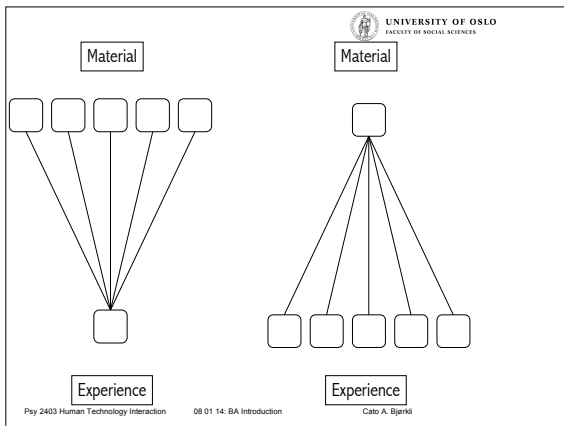 UNIVERSITY OF OSLO
FACULTY OF SOCIAL SCIENCES
Material
Material
Experience
Experience
Psy 2403 Human Technology Interaction 08 01 14: BA Introduction Cato A. Bjørkli